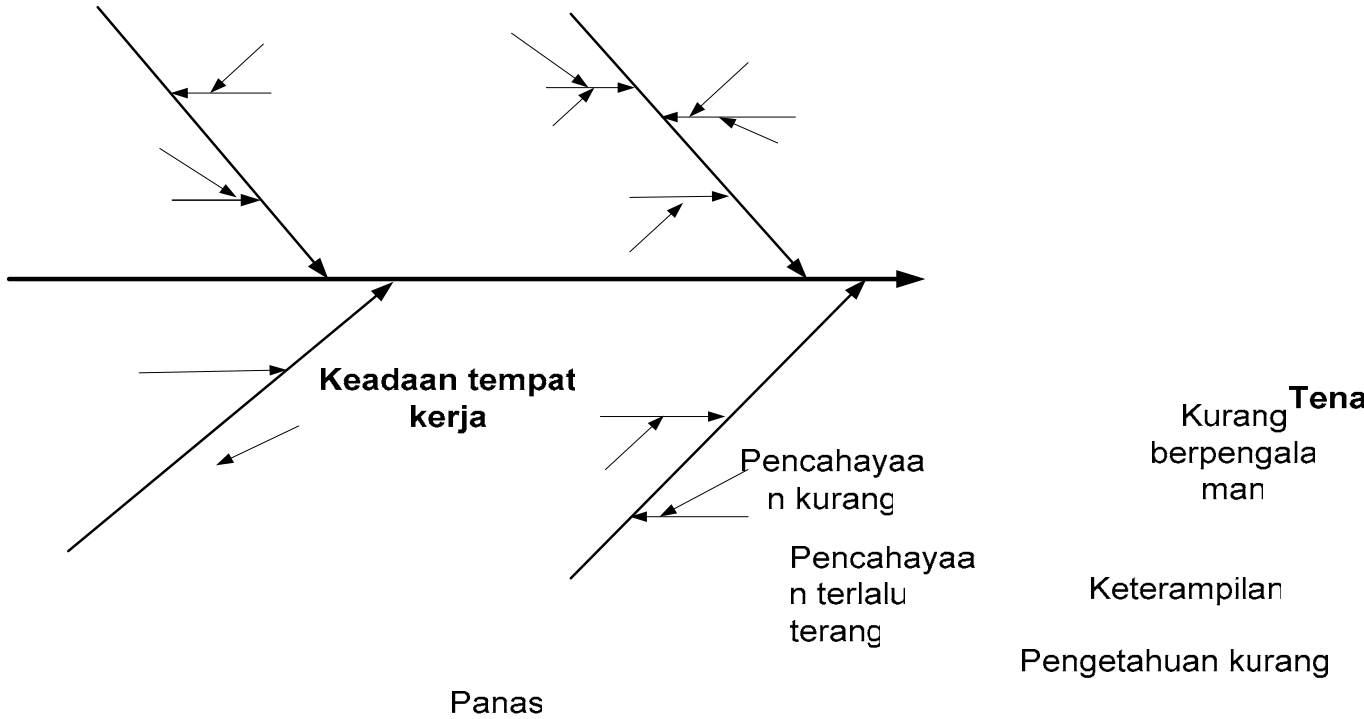 Keadaan tempat
kerja
Tena
Kurang
berpengala
man
Pencahayaa
n kurang
Pencahayaa
n terlalu
terang
Keterampilan
Pengetahuan kurang
Panas